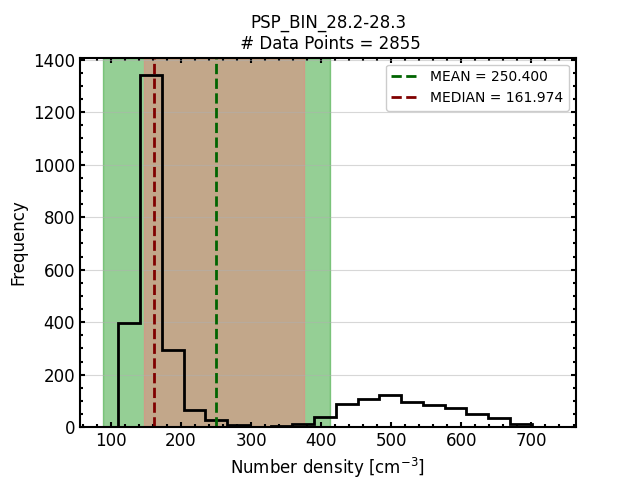 PSP_BIN_28.2-28.3
# Data Points = 2855
MEAN = 250.400
MEDIAN = 161.974
Frequency
1400
1200
1000
800
600
400
200
0
100 200 300 400 500 600 700
Number density [cm⁻³]